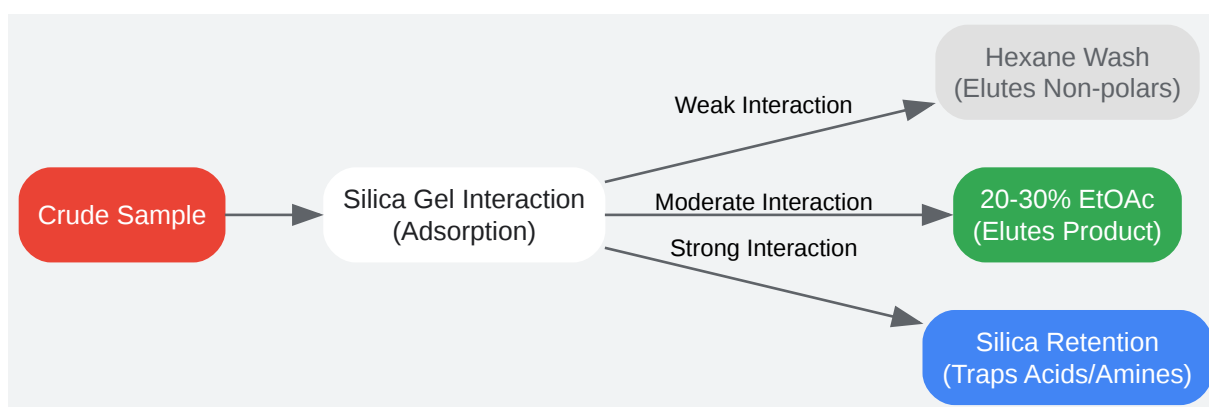 Crude Sample
Silica Gel Interaction
(Adsorption)
Weak Interaction
Moderate Interaction
Strong Interaction
Hexane Wash
(Elutes Non-polars)
20-30% EtOAc
(Elutes Product)
Silica Retention
(Traps Acids/Amines)